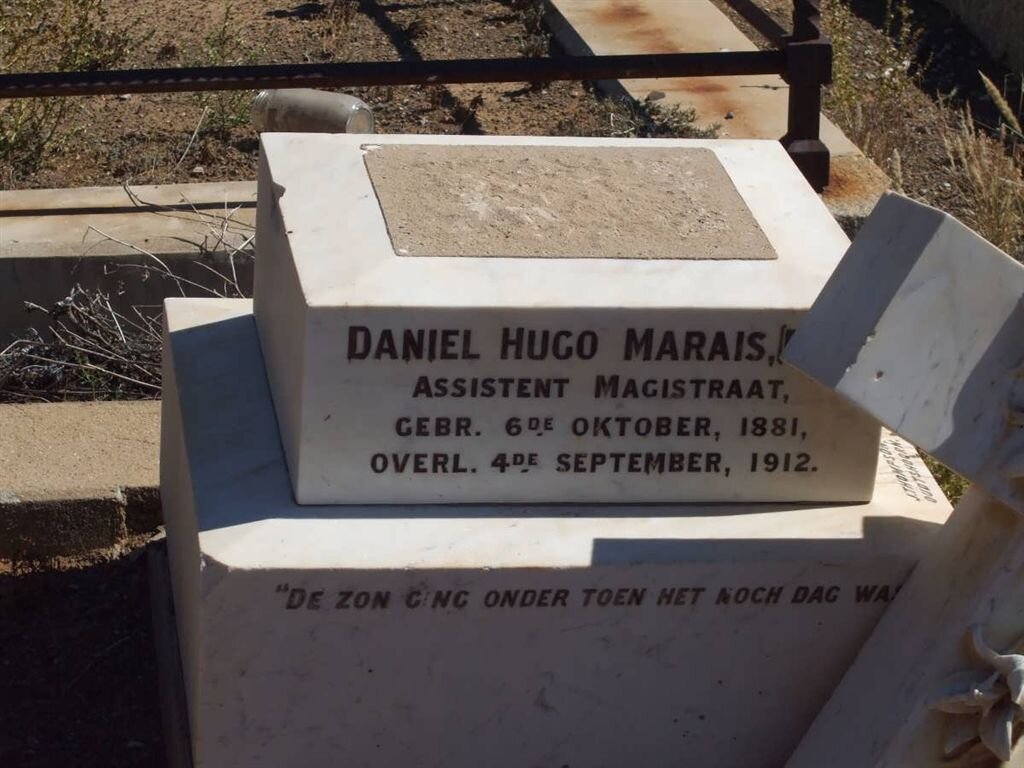 DANIEL HUGO MARAIS,
ASSISTENT MAGISTRAAT,
GEBR. 6DE OKTOBER, 1881,
OVERL. 4DE SEPTEMBER, 1912.
"DE ZON GING ONDER TOEN HET NOCH DAG